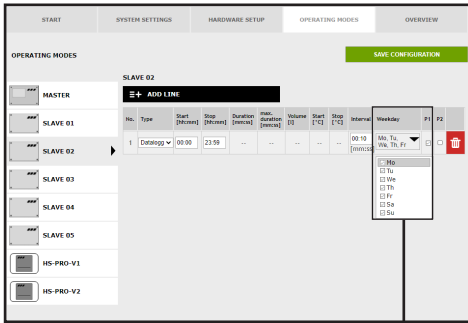 START SYSTEM SETTINGS HARDWARE SETUP OPERATING MODES OVERVIEW
OPERATING MODES
SAVE CONFIGURATION
MASTER
SLAVE 01
SLAVE 02
SLAVE 03
SLAVE 04
SLAVE 05
HS-PRO-V1
HS-PRO-V2
SLAVE 02
ADD LINE
No. Type Start [hh:mm] Stop [hh:mm] Duration [mm:ss] max. duration [mm:ss] Volume [l] Start [°C] Stop [°C] Interval Weekday P1 P2
1 Datalogg 00:00 23:59 -- -- -- -- -- 00:10 [mm:ss] Mo, Tu, We, Th, Fr
Mo
Tu
We
Th
Fr
Sa
Su